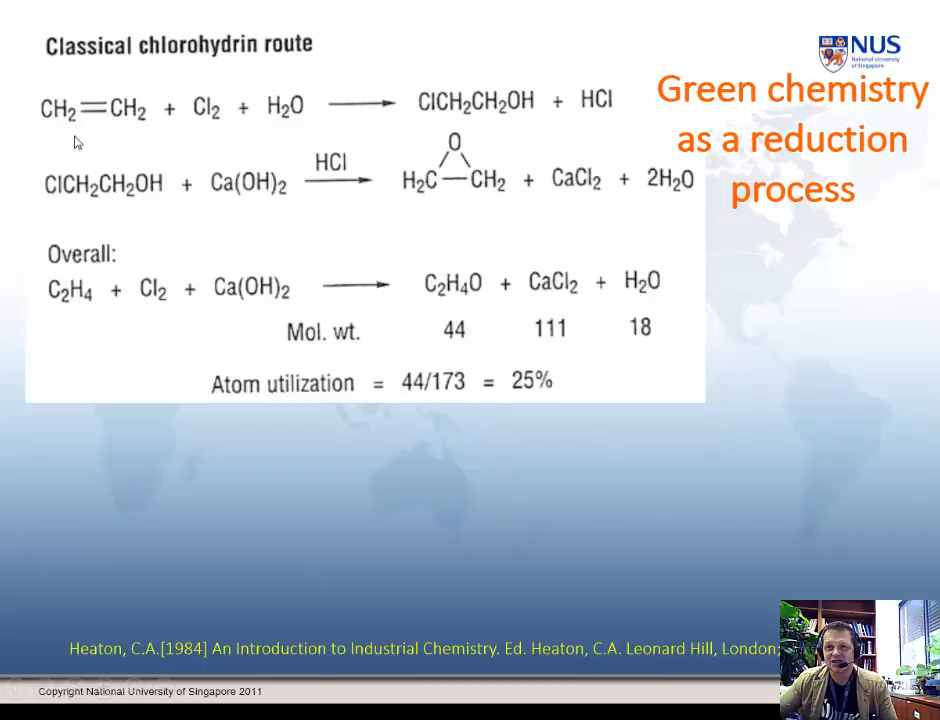 Classical chlorohydrin route
NUS
National University
of Singapore
Green chemistry
as a reduction
process
CH₂=CH₂ + Cl₂ + H₂O → ClCH₂CH₂OH + HCl
HCl
O
ClCH₂CH₂OH + Ca(OH)₂ → H₂C—CH₂ + CaCl₂ + 2H₂O
Overall:
C₂H₄ + Cl₂ + Ca(OH)₂ → C₂H₄O + CaCl₂ + H₂O
Mol. wt. 44 111 18
Atom utilization = 44/173 = 25%
Heaton, C.A.[1984] An Introduction to Industrial Chemistry. Ed. Heaton, C.A. Leonard Hill, London;
Copyright National University of Singapore 2011